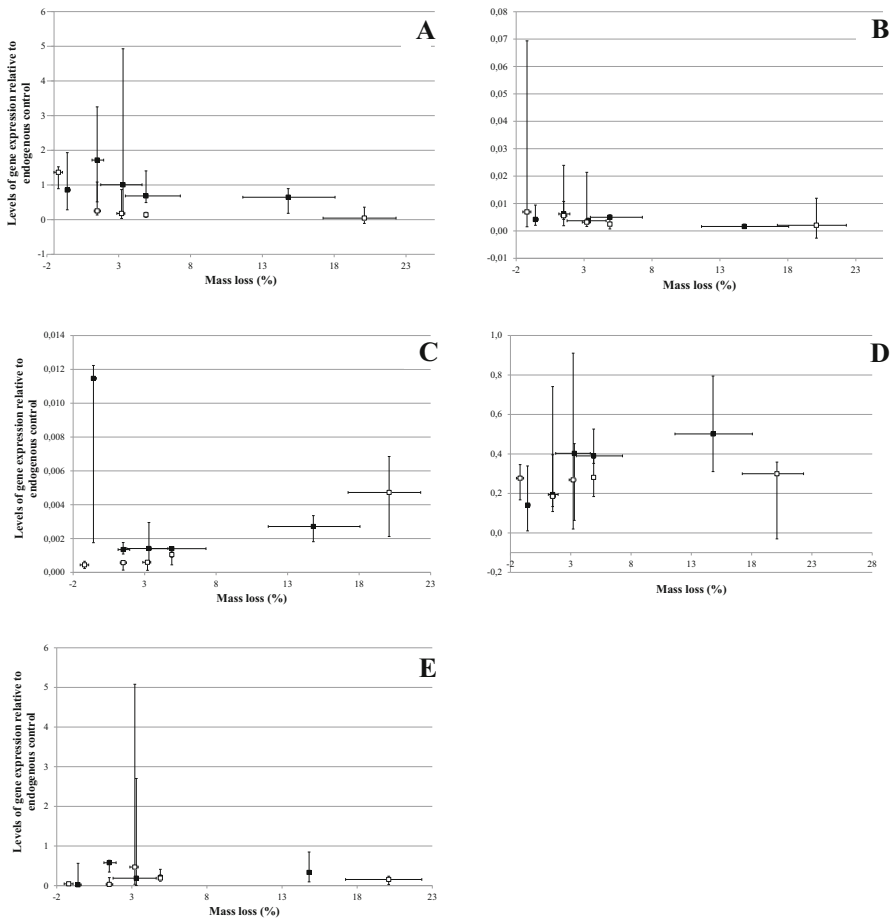 A
Levels of gene expression relative to
endogenous control
6
5
4
3
2
1
0
-1
-2 3 8 13 18 23
Mass loss (%)
B
0,08
0,07
0,06
0,05
0,04
0,03
0,02
0,01
0,00
-0,01
-2 3 8 13 18 23
Mass loss (%)
C
Levels of gene expression relative to
endogenous control
0,014
0,012
0,010
0,008
0,006
0,004
0,002
0,000
-2 3 8 13 18 23
Mass loss (%)
D
1,0
0,8
0,6
0,4
0,2
0,0
-0,2
-2 3 8 13 18 23 28
Mass loss (%)
E
Levels of gene expression relative to
endogenous control
6
5
4
3
2
1
0
-2 3 8 13 18 23
Mass loss (%)